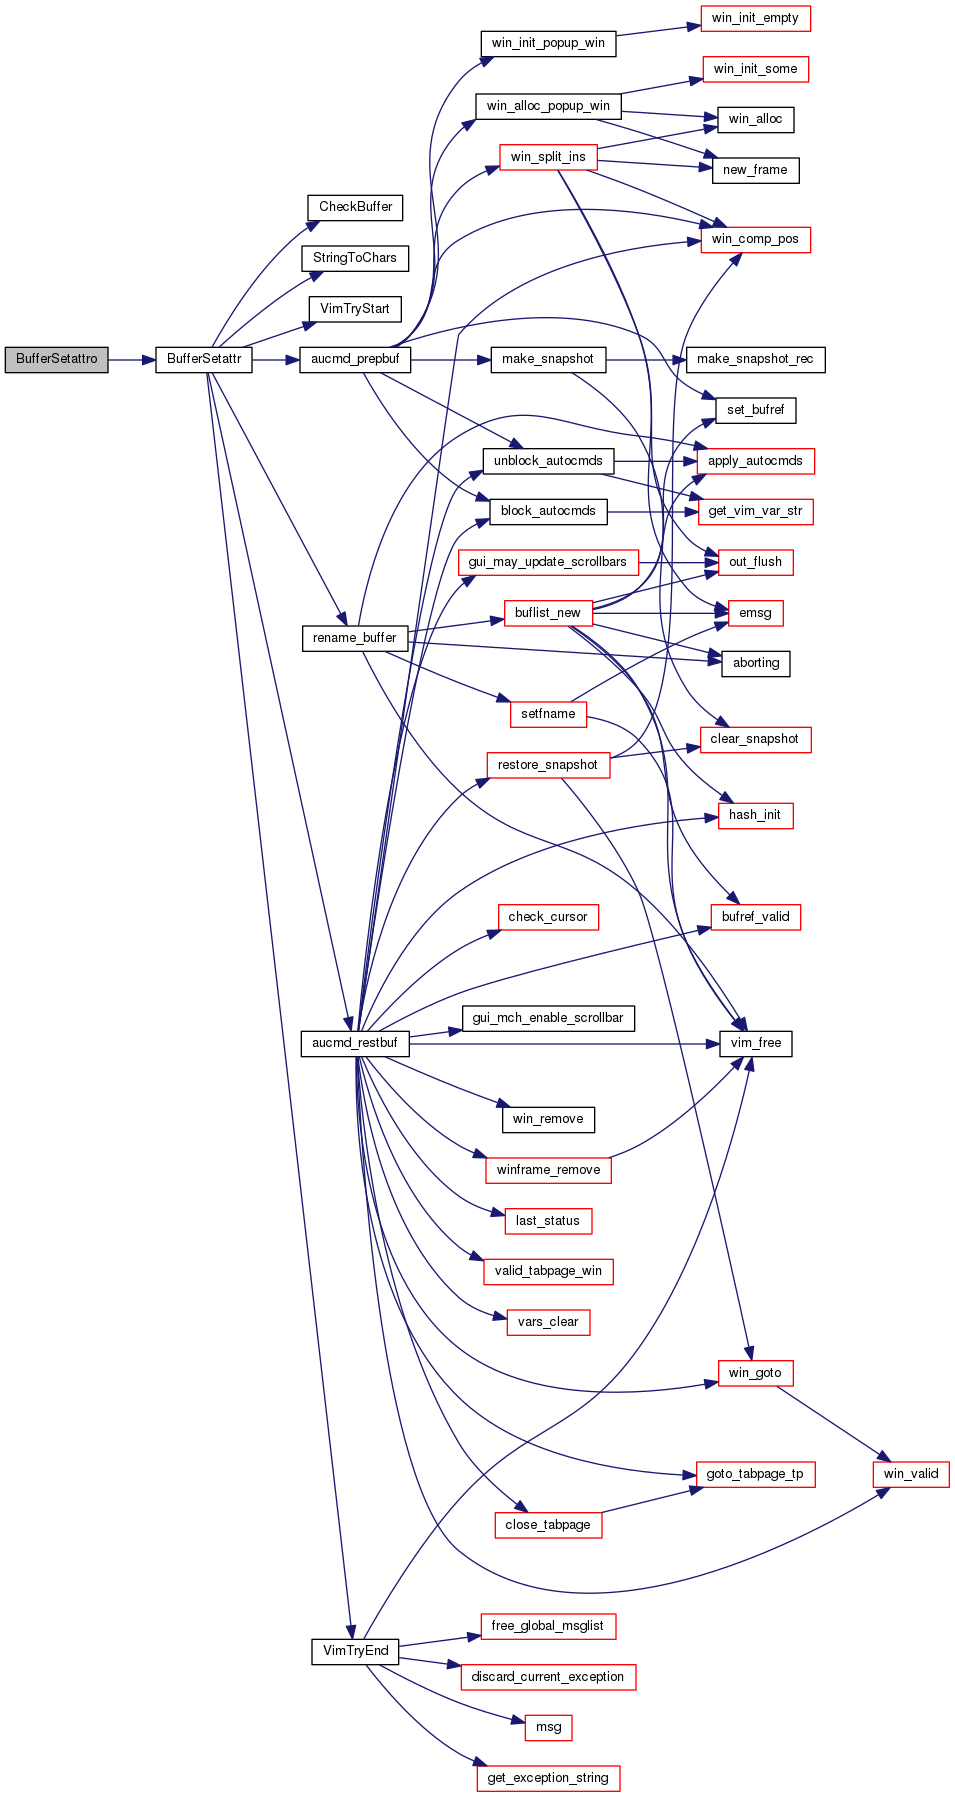 win_init_empty
win_init_popup_win
win_init_some
win_alloc_popup_win
win_alloc
win_split_ins
new_frame
CheckBuffer
win_comp_pos
StringToChars
VimTryStart
BufferSetattro
BufferSetattr
aucmd_prepbuf
make_snapshot
make_snapshot_rec
set_bufref
unblock_autocmds
apply_autocmds
block_autocmds
get_vim_var_str
gui_may_update_scrollbars
out_flush
buflist_new
emsg
rename_buffer
aborting
setfname
clear_snapshot
restore_snapshot
hash_init
check_cursor
bufref_valid
gui_mch_enable_scrollbar
aucmd_restbuf
vim_free
win_remove
winframe_remove
last_status
valid_tabpage_win
vars_clear
win_goto
goto_tabpage_tp
win_valid
close_tabpage
free_global_msglist
VimTryEnd
discard_current_exception
msg
get_exception_string